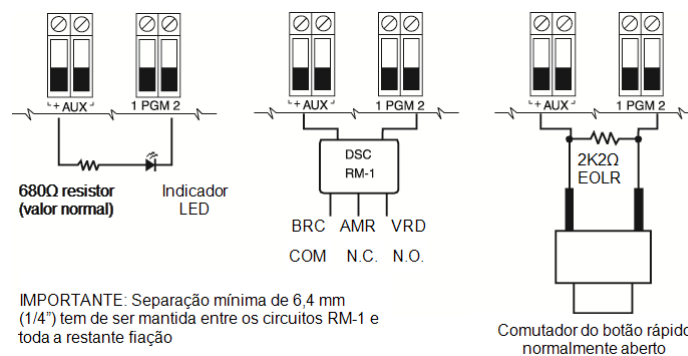 + AUX -
1 PGM 2
680Ω resistor
(valor normal)
Indicador
LED
+ AUX -
1 PGM 2
DSC
RM-1
BRC AMR VRD
COM N.C. N.O.
+ AUX -
1 PGM 2
2K2Ω
EOLR
IMPORTANTE: Separação mínima de 6,4 mm
(1/4”) tem de ser mantida entre os circuitos RM-1 e
toda a restante fiação
Comutador do botão rápido
normalmente aberto